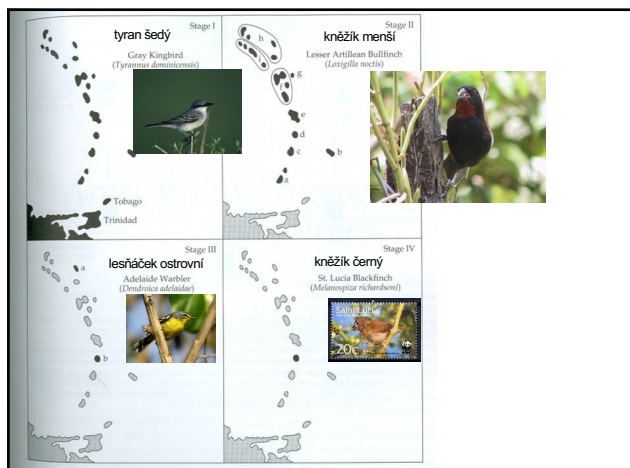 Stage I
tyran šedý
Gray Kingbird
(Tyrannus dominicensis)
Tobago
Trinidad
Stage II
kněžík menší
Lesser Artillean Bullfinch
(Loxigilla noctis)
h
i
g
e
d
c
b
a
Stage III
lesňáček ostrovní
Adelaide Warbler
(Dendroica adelaidae)
a
b
Stage IV
kněžík černý
St. Lucia Blackfinch
(Melanospiza richardsoni)
Saint Lucia
20c